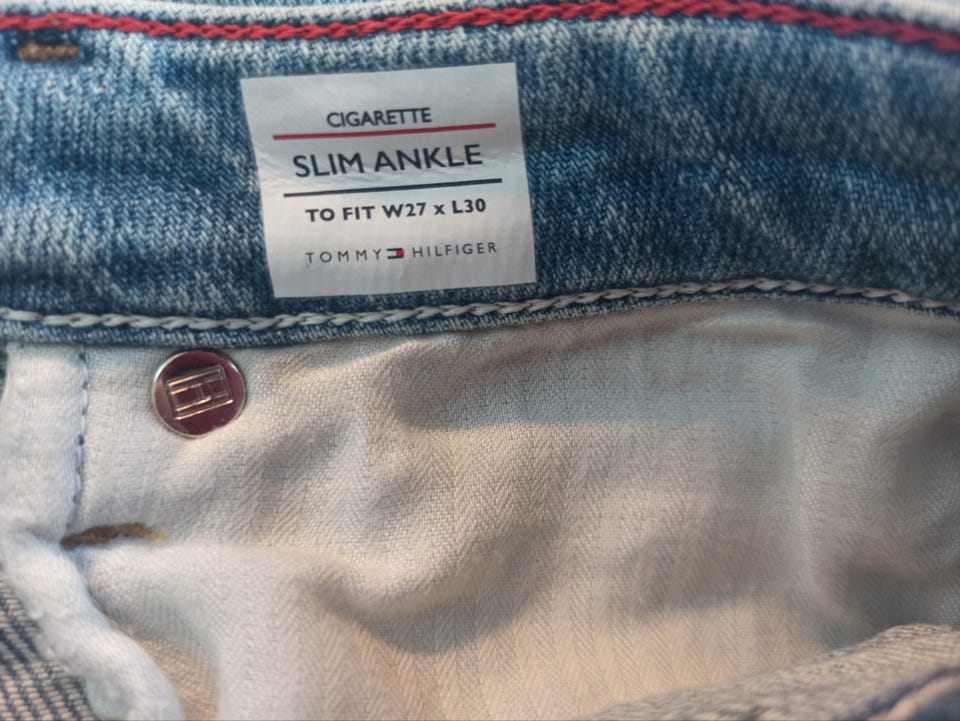 CIGARETTE
SLIM ANKLE
TO FIT W27 x L30
TOMMY HILFIGER